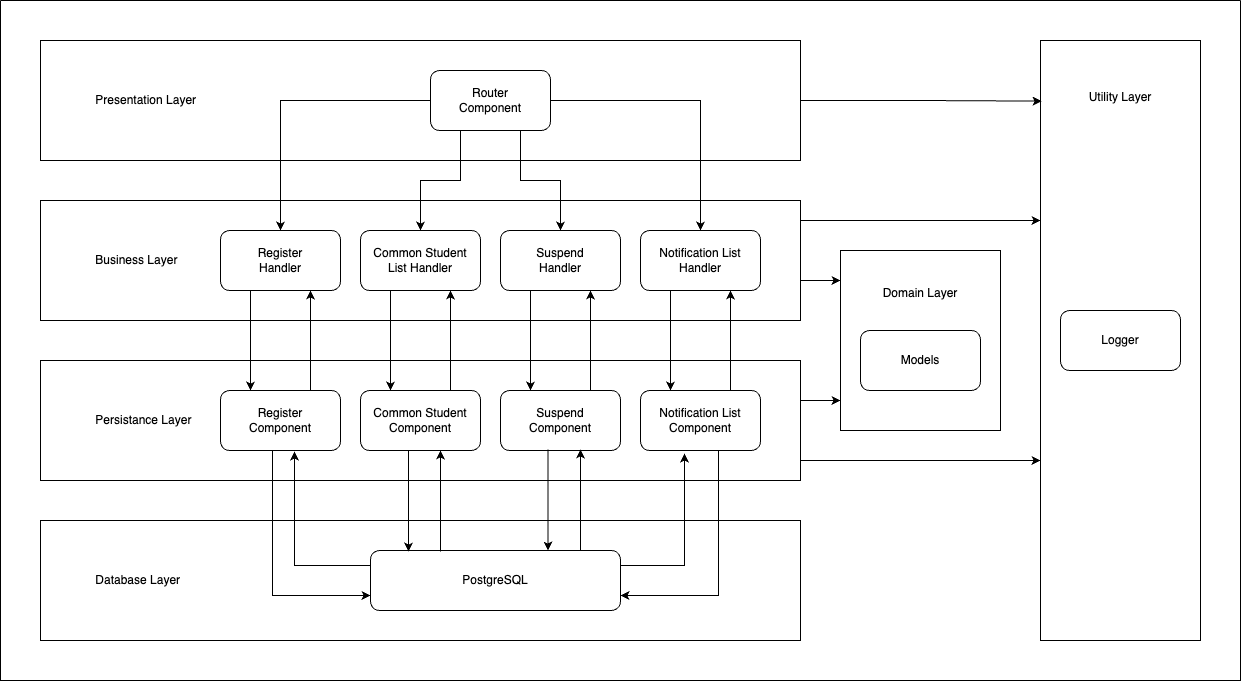 Presentation Layer
Router
Component
Utility Layer
Business Layer
Register
Handler
Common Student
List Handler
Suspend
Handler
Notification List
Handler
Domain Layer
Models
Logger
Persistance Layer
Register
Component
Common Student
Component
Suspend
Component
Notification List
Component
Database Layer
PostgreSQL